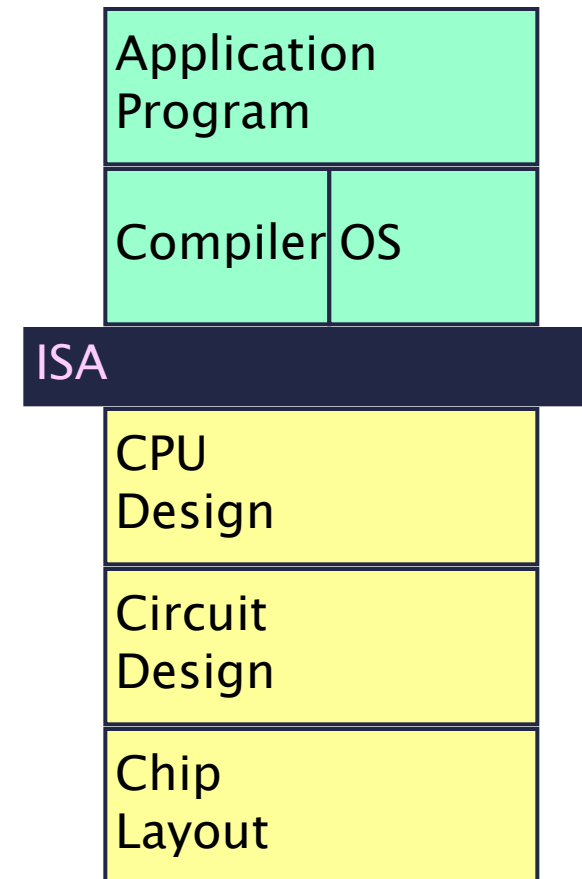 Application
Program
Compiler OS
ISA
CPU
Design
Circuit
Design
Chip
Layout